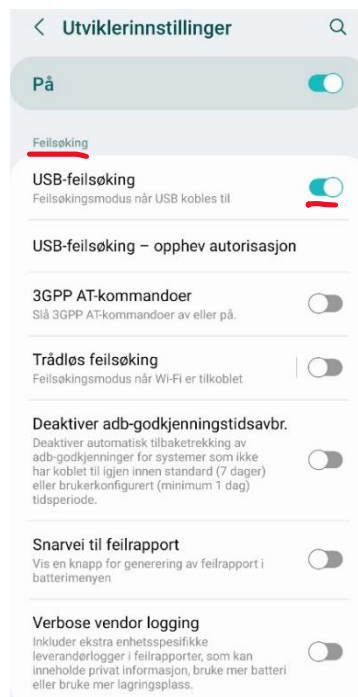 Utviklerinnstillinger
På
Feilsøking
USB-feilsøking
Feilsøkingsmodus når USB kobles til
USB-feilsøking – opphev autorisasjon
3GPP AT-kommandoer
Slå 3GPP AT-kommandoer av eller på.
Trådløs feilsøking
Feilsøkingsmodus når Wi-Fi er tilkoblet
Deaktiver adb-godkjenningstidsavbr.
Deaktiver automatisk tilbaketrekking av
adb-godkjenninger for systemer som ikke
har koblet til igjen innen standard (7 dager)
eller brukerkonfigurert (minimum 1 dag)
tidsperiode.
Snarvei til feilrapport
Vis en knapp for generering av feilrapport i
batterimenyen
Verbose vendor logging
Inkluder ekstra enhetsspesifikke
leverandørlogger i feilrapporter, som kan
inneholde privat informasjon, bruke mer batteri
eller bruke mer lagringsplass.